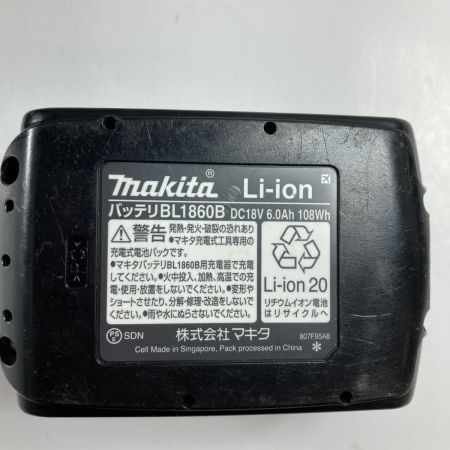 makita® Li-ion
バッテリBL1860B DC18V 6.0Ah 108Wh
警告 発熱・発火・破裂の恐れあり
●マキタ充電式工具専用の
充電式電池パックです。
●マキタバッテリBL1860B用充電器で充電
してください。●火中投入、加熱、高温での充
電・使用・放置をしないでください。●変形や
ショートさせたり、分解・修理・改造をしないで
ください。●雨や水にぬらさないでください。
Li-ion 20
リチウムイオン電池
はリサイクルへ
PS E SDN
株式会社マキタ
807F95A6
Cell Made in Singapore, Pack processed in China
>PC<